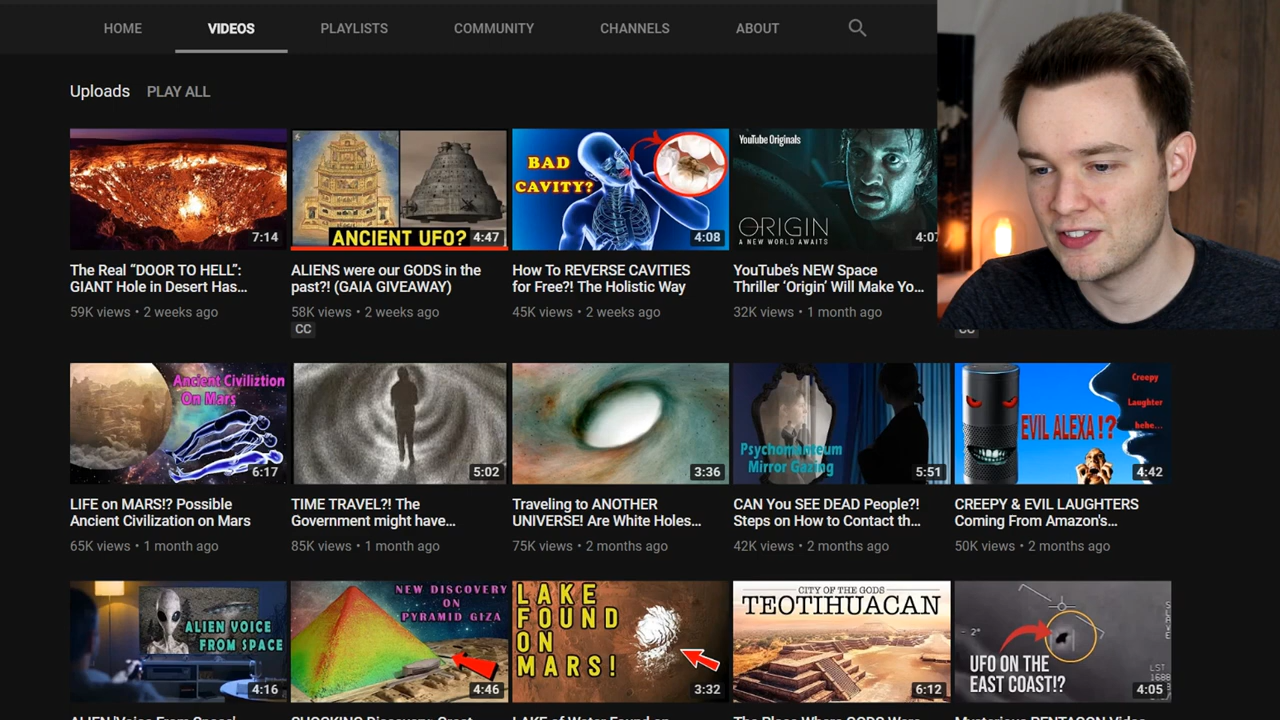 HOME
VIDEOS
PLAYLISTS
COMMUNITY
CHANNELS
ABOUT
Uploads
PLAY ALL
7:14
ANCIENT UFO?
4:47
BAD
CAVITY?
4:08
YouTube Originals
ORIGIN
A NEW WORLD AWAITS
4:07
The Real “DOOR TO HELL”:
GIANT Hole in Desert Has...
59K views • 2 weeks ago
ALIENS were our GODS in the
past?! (GAIA GIVEAWAY)
58K views • 2 weeks ago
CC
How To REVERSE CAVITIES
for Free?! The Holistic Way
45K views • 2 weeks ago
YouTube's NEW Space
Thriller ‘Origin’ Will Make Yo...
32K views • 1 month ago
Ancient Civiliztion
On Mars
6:17
5:02
3:36
Psychomanteum
Mirror Gazing
5:51
Creepy
Laughter
hehe...
EVIL ALEXA !?
4:42
LIFE on MARS!? Possible
Ancient Civilization on Mars
65K views • 1 month ago
TIME TRAVEL?! The
Government might have...
85K views • 1 month ago
Traveling to ANOTHER
UNIVERSE! Are White Holes...
75K views • 2 months ago
CAN You SEE DEAD People?!
Steps on How to Contact th...
42K views • 2 months ago
CREEPY & EVIL LAUGHTERS
Coming From Amazon's...
50K views • 2 months ago
ALIEN VOICE
FROM SPACE
4:16
NEW DISCOVERY
ON
PYRAMID GIZA
4:46
LAKE
FOUND
ON
MARS!
3:32
CITY OF THE GODS
TEOTIHUACAN
6:12
2°
UFO ON THE
EAST COAST!?
LST
1688
4:05